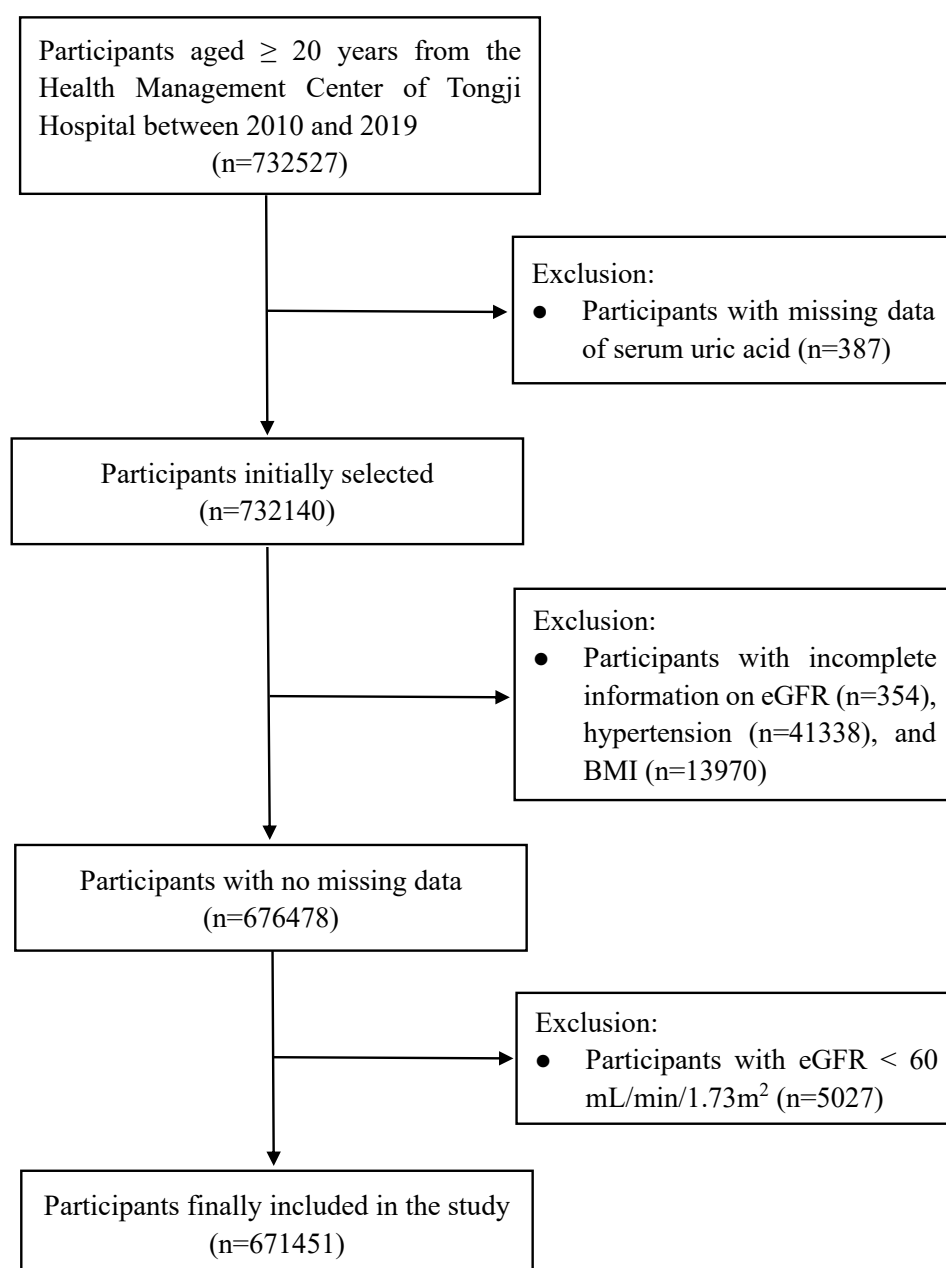 Participants aged ≥ 20 years from the
Health Management Center of Tongji
Hospital between 2010 and 2019
(n=732527)
Exclusion:
● Participants with missing data
of serum uric acid (n=387)
Participants initially selected
(n=732140)
Exclusion:
● Participants with incomplete
information on eGFR (n=354),
hypertension (n=41338), and
BMI (n=13970)
Participants with no missing data
(n=676478)
Exclusion:
● Participants with eGFR < 60
mL/min/1.73m² (n=5027)
Participants finally included in the study
(n=671451)